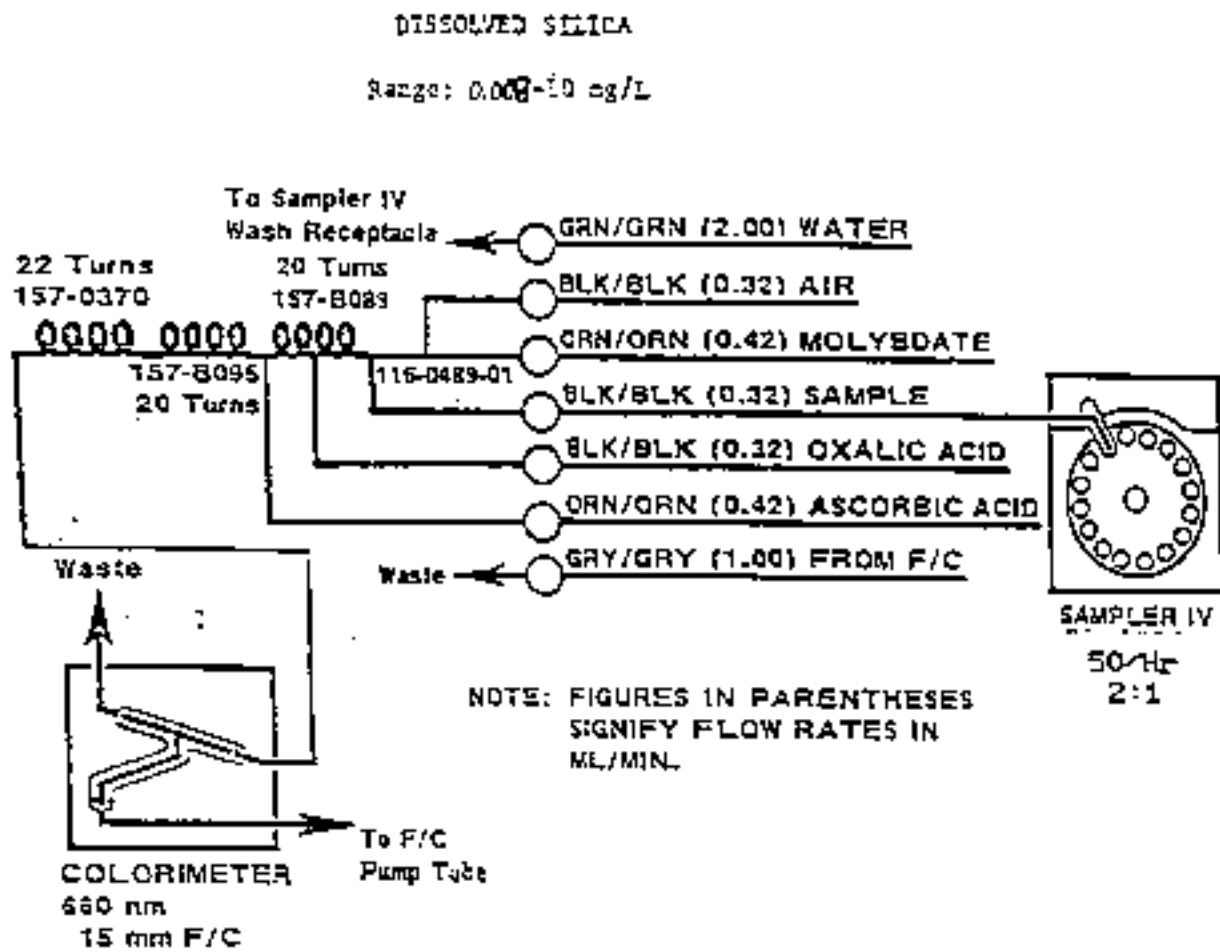 DISSOLVED SILICA
Range: -10 mg/L
To Sampler IV
Wash Receptacle
GRN/GRN (2.00) WATER
22 Turns
157-0370
20 Turns
157-B089
BLK/BLK (0.32) AIR
ORN/ORN (0.42) MOLYBDATE
157-B095
20 Turns
116-0489-01
BLK/BLK (0.32) SAMPLE
BLK/BLK (0.32) OXALIC ACID
ORN/ORN (0.42) ASCORBIC ACID
Waste
Waste
GRY/GRY (1.00) FROM F/C
SAMPLER IV
50/Hr
2:1
NOTE: FIGURES IN PARENTHESES
SIGNIFY FLOW RATES IN
ML/MIN.
To F/C
Pump Tube
COLORIMETER
660 nm
15 mm F/C